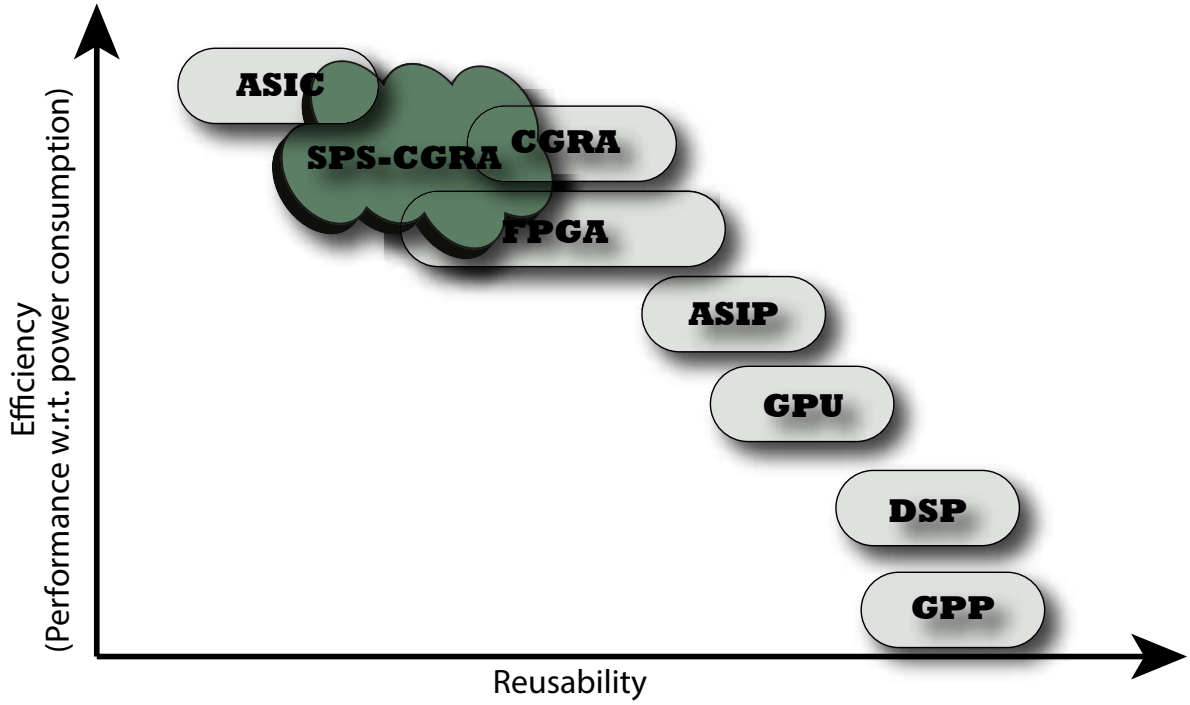 Efficiency
(Performance w.r.t. power consumption)
ASIC
SPS-CGRA
CGRA
FPGA
ASIP
GPU
DSP
GPP
Reusability